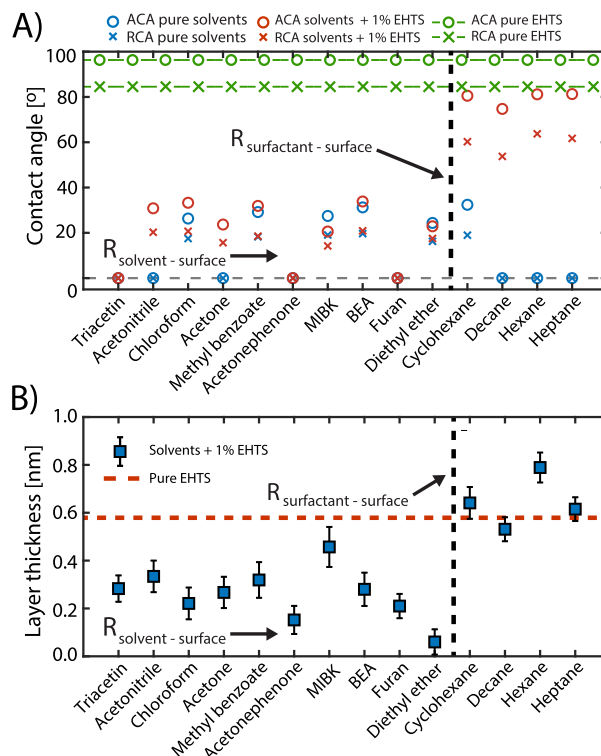 A)
ACA pure solvents ACA solvents + 1% EHTS ACA pure EHTS
RCA pure solvents RCA solvents + 1% EHTS RCA pure EHTS
Contact angle [º]
100
80
60
40
20
0
R surfactant - surface
R solvent - surface
Triacetin
Acetonitrile
Chloroform
Acetone
Methyl benzoate
Acetonephenone
MIBK
BEA
Furan
Diethyl ether
Cyclohexane
Decane
Hexane
Heptane
B)
Layer thickness [nm]
1.0
0.8
0.6
0.4
0.2
0.0
Solvents + 1% EHTS
Pure EHTS
R surfactant - surface
R solvent - surface
Triacetin
Acetonitrile
Chloroform
Acetone
Methyl benzoate
Acetonephenone
MIBK
BEA
Furan
Diethyl ether
Cyclohexane
Decane
Hexane
Heptane